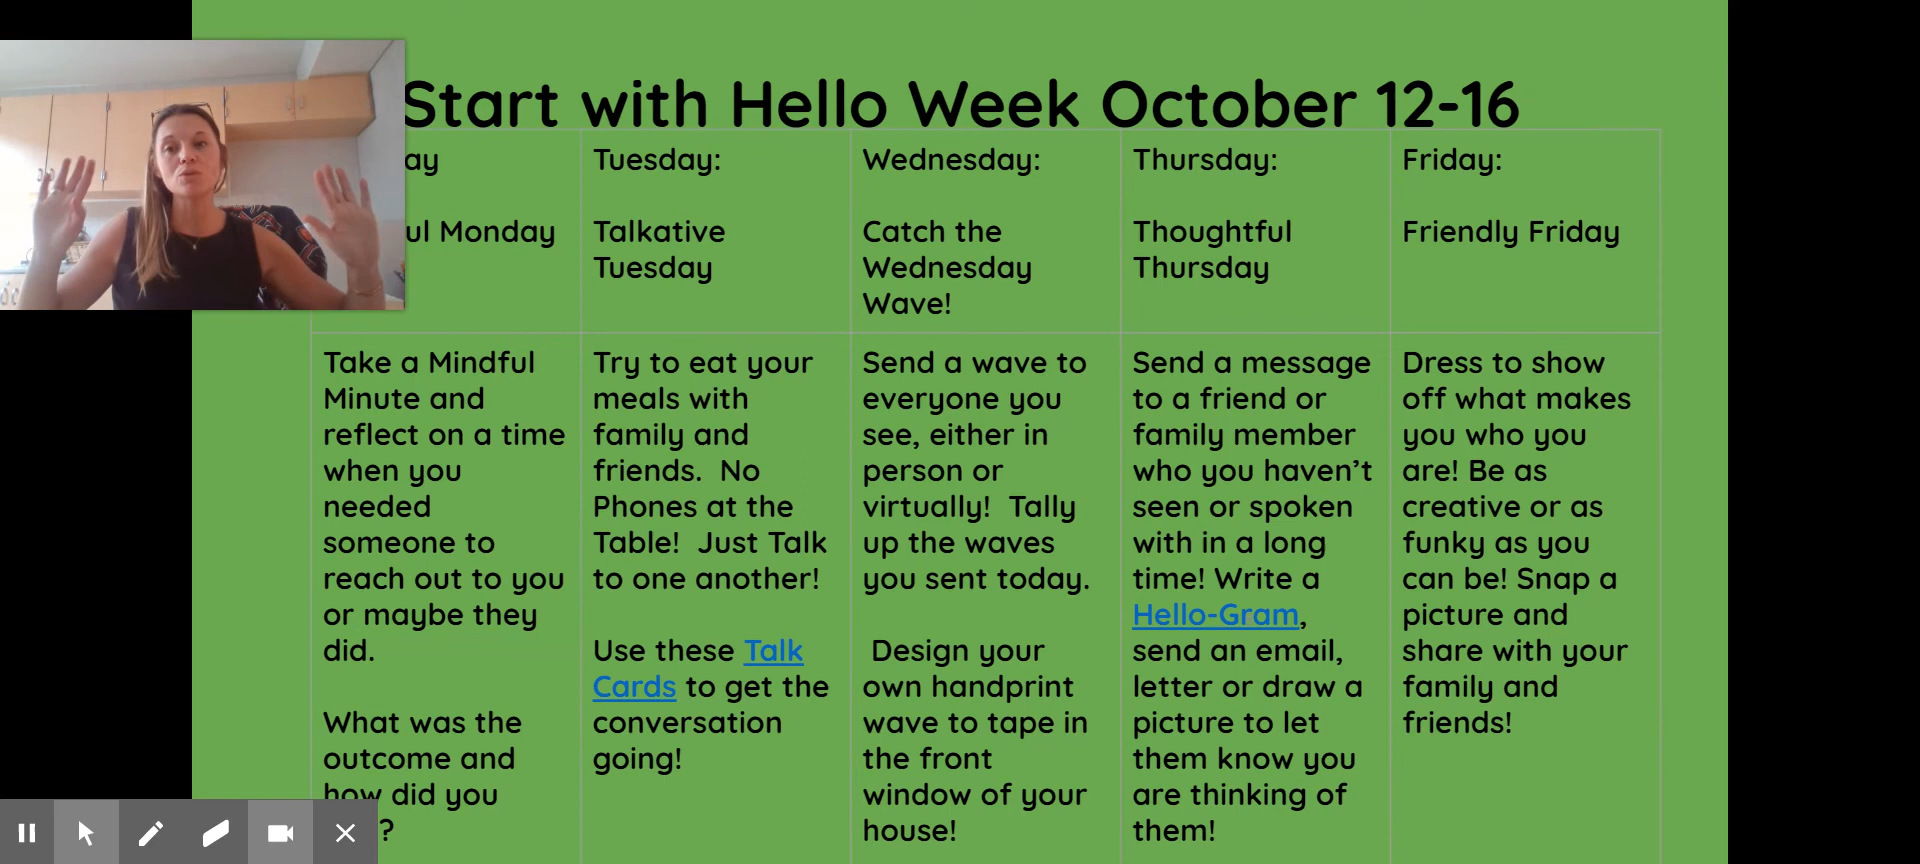 Start with Hello Week October 12-16
ay
ul Monday
Take a Mindful
Minute and
reflect on a time
when you
needed
someone to
reach out to you
or maybe they
did.
What was the
outcome and
how did you
?
Tuesday:
Talkative
Tuesday
Try to eat your
meals with
family and
friends.  No
Phones at the
Table!  Just Talk
to one another!
Use these Talk
Cards to get the
conversation
going!
Wednesday:
Catch the
Wednesday
Wave!
Send a wave to
everyone you
see, either in
person or
virtually!  Tally
up the waves
you sent today.
Design your
own handprint
wave to tape in
the front
window of your
house!
Thursday:
Thoughtful
Thursday
Send a message
to a friend or
family member
who you haven’t
seen or spoken
with in a long
time! Write a
Hello-Gram,
send an email,
letter or draw a
picture to let
them know you
are thinking of
them!
Friday:
Friendly Friday
Dress to show
off what makes
you who you
are! Be as
creative or as
funky as you
can be! Snap a
picture and
share with your
family and
friends!